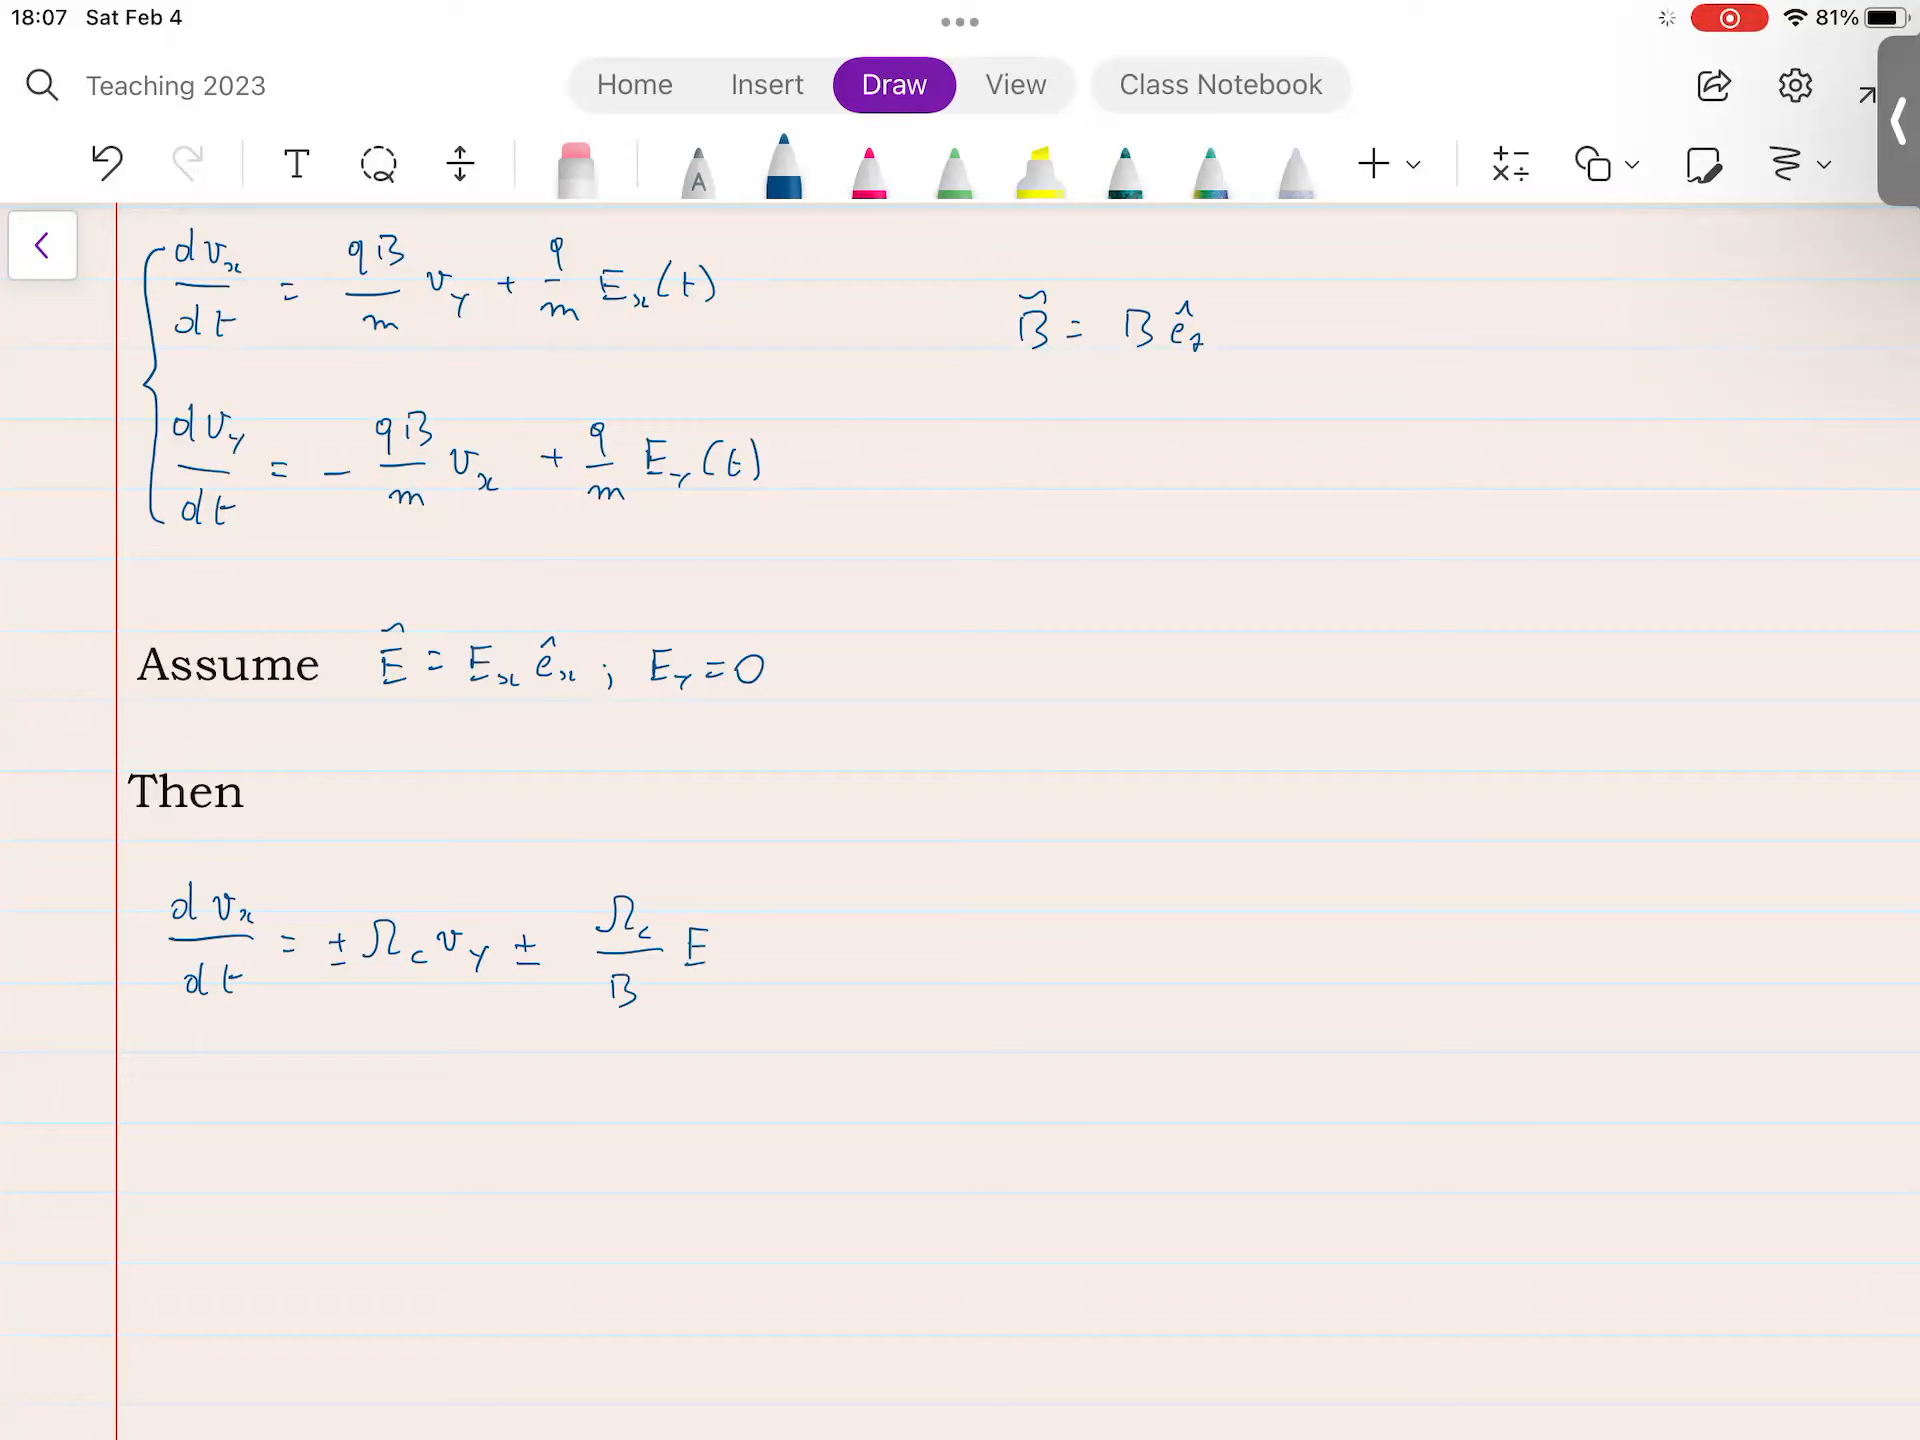 18:07 Sat Feb 4 81%
Teaching 2023 Home Insert Draw View Class Notebook
T A
dvₓ/dt = qB/m v_y + q/m Eₓ(t)
B⃗ = B ê_z
dv_y/dt = - qB/m vₓ + q/m E_y(t)
Assume E⃗ = Eₓ êₓ ; E_y = 0
Then
dvₓ/dt = ± Ω_c v_y ± Ω_c/B E